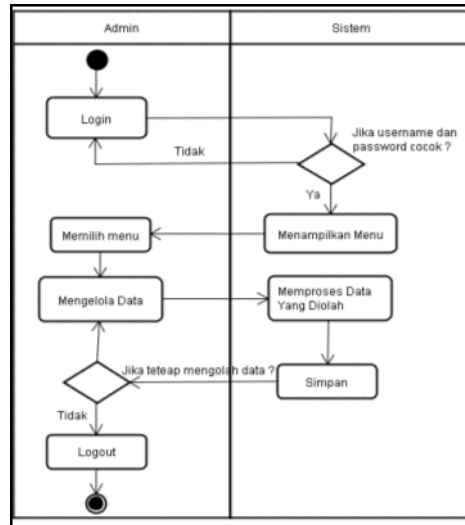 Admin
Sistem
Login
Jika username dan
password cocok ?
Tidak
Ya
Memilih menu
Menampilkan Menu
Mengelola Data
Memproses Data
Yang Diolah
Jika teteap mengolah data ?
Simpan
Tidak
Logout